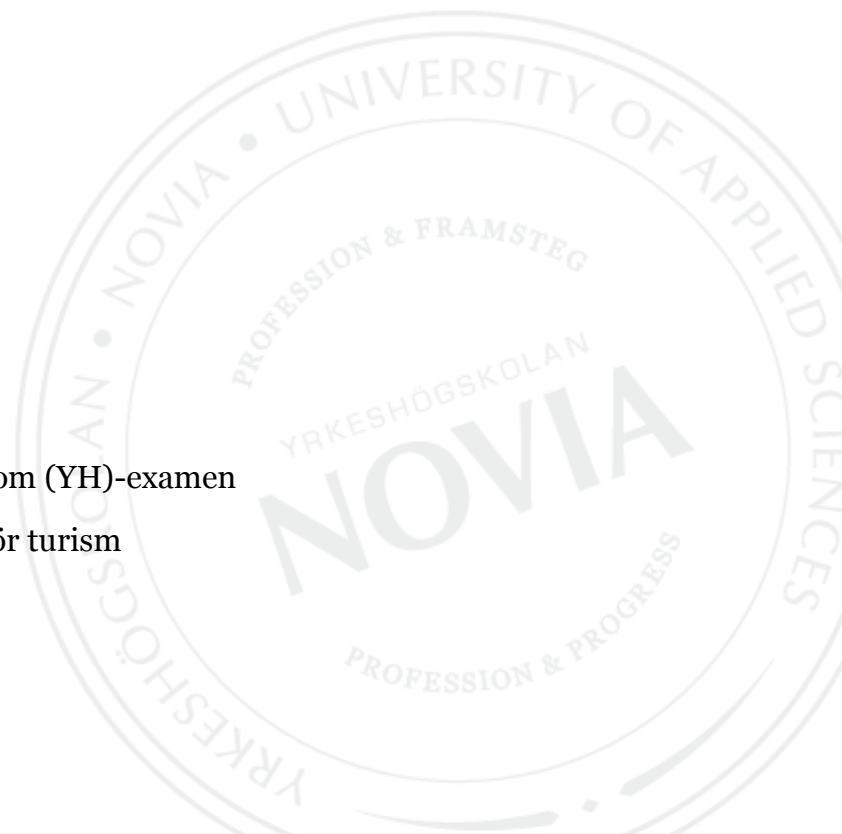 UNIVERSITY OF APPLIED SCIENCES
YRKESHÖGSKOLAN • NOVIA •
PROFESSION & FRAMSTEG
YRKESHÖGSKOLAN
NOVIA
PROFESSION & PROGRESS
om (YH)-examen
ör turism